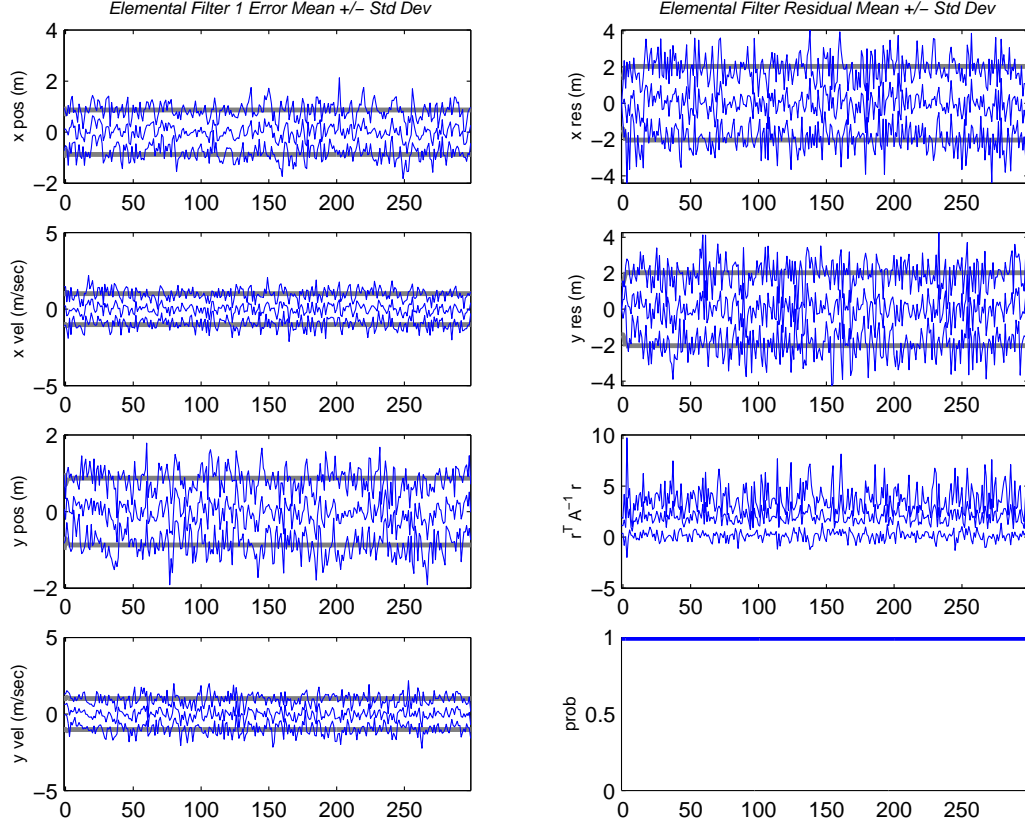 Elemental Filter 1 Error Mean +/− Std Dev
4
2
0
−2
x pos (m)
0 50 100 150 200 250
5
0
−5
x vel (m/sec)
0 50 100 150 200 250
2
0
−2
y pos (m)
0 50 100 150 200 250
5
0
−5
y vel (m/sec)
0 50 100 150 200 250
Elemental Filter Residual Mean +/− Std Dev
4
2
0
−2
−4
x res (m)
0 50 100 150 200 250
4
2
0
−2
−4
y res (m)
0 50 100 150 200 250
10
5
0
−5
r^T A^−1 r
0 50 100 150 200 250
1
0.5
0
prob
0 50 100 150 200 250